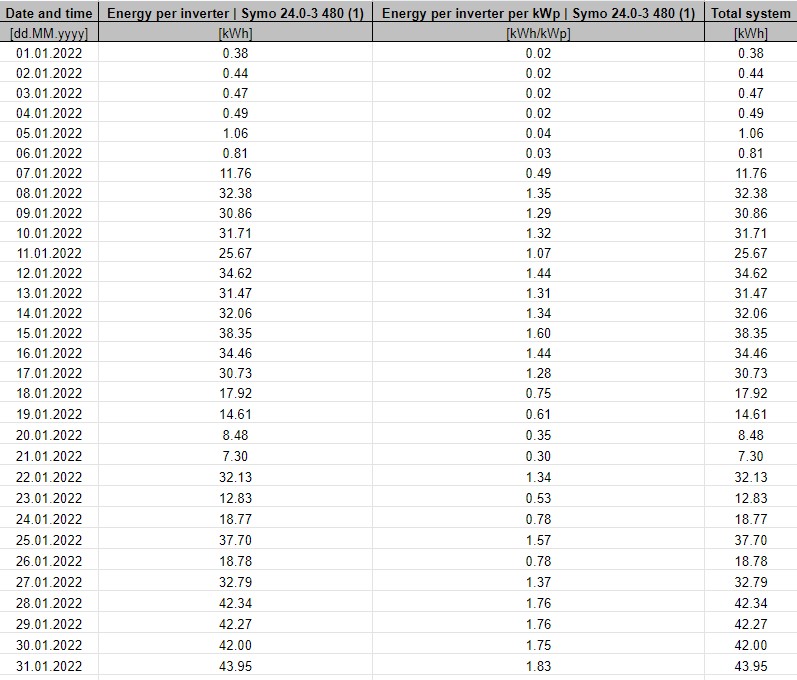 Date and time Energy per inverter | Symo 24.0-3 480 (1) Energy per inverter per kWp | Symo 24.0-3 480 (1) Total system
[dd.MM.yyyy] [kWh] [kWh/kWp] [kWh]
01.01.2022 0.38 0.02 0.38
02.01.2022 0.44 0.02 0.44
03.01.2022 0.47 0.02 0.47
04.01.2022 0.49 0.02 0.49
05.01.2022 1.06 0.04 1.06
06.01.2022 0.81 0.03 0.81
07.01.2022 11.76 0.49 11.76
08.01.2022 32.38 1.35 32.38
09.01.2022 30.86 1.29 30.86
10.01.2022 31.71 1.32 31.71
11.01.2022 25.67 1.07 25.67
12.01.2022 34.62 1.44 34.62
13.01.2022 31.47 1.31 31.47
14.01.2022 32.06 1.34 32.06
15.01.2022 38.35 1.60 38.35
16.01.2022 34.46 1.44 34.46
17.01.2022 30.73 1.28 30.73
18.01.2022 17.92 0.75 17.92
19.01.2022 14.61 0.61 14.61
20.01.2022 8.48 0.35 8.48
21.01.2022 7.30 0.30 7.30
22.01.2022 32.13 1.34 32.13
23.01.2022 12.83 0.53 12.83
24.01.2022 18.77 0.78 18.77
25.01.2022 37.70 1.57 37.70
26.01.2022 18.78 0.78 18.78
27.01.2022 32.79 1.37 32.79
28.01.2022 42.34 1.76 42.34
29.01.2022 42.27 1.76 42.27
30.01.2022 42.00 1.75 42.00
31.01.2022 43.95 1.83 43.95